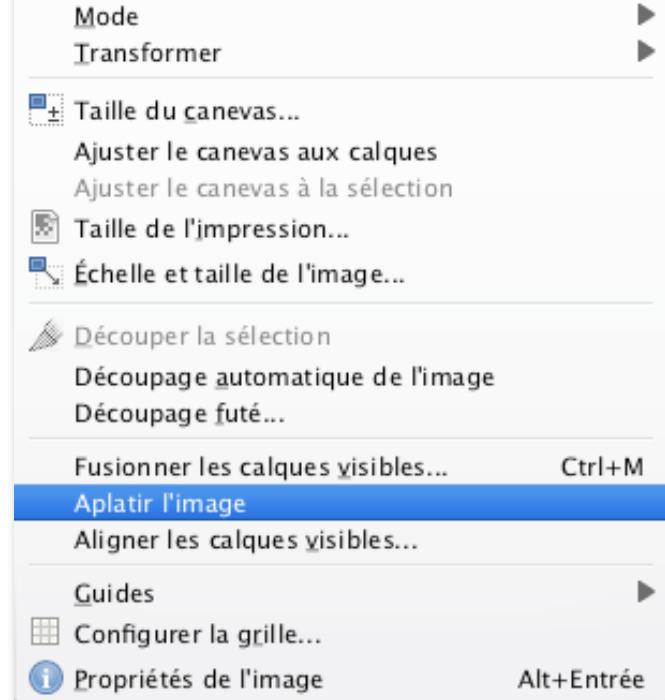 Mode
Transformer
Taille du canevas...
Ajuster le canevas aux calques
Ajuster le canevas à la sélection
Taille de l'impression...
Échelle et taille de l'image...
Découper la sélection
Découpage automatique de l'image
Découpage futé...
Fusionner les calques visibles... Ctrl+M
Aplatir l'image
Aligner les calques visibles...
Guides
Configurer la grille...
Propriétés de l'image Alt+Entrée